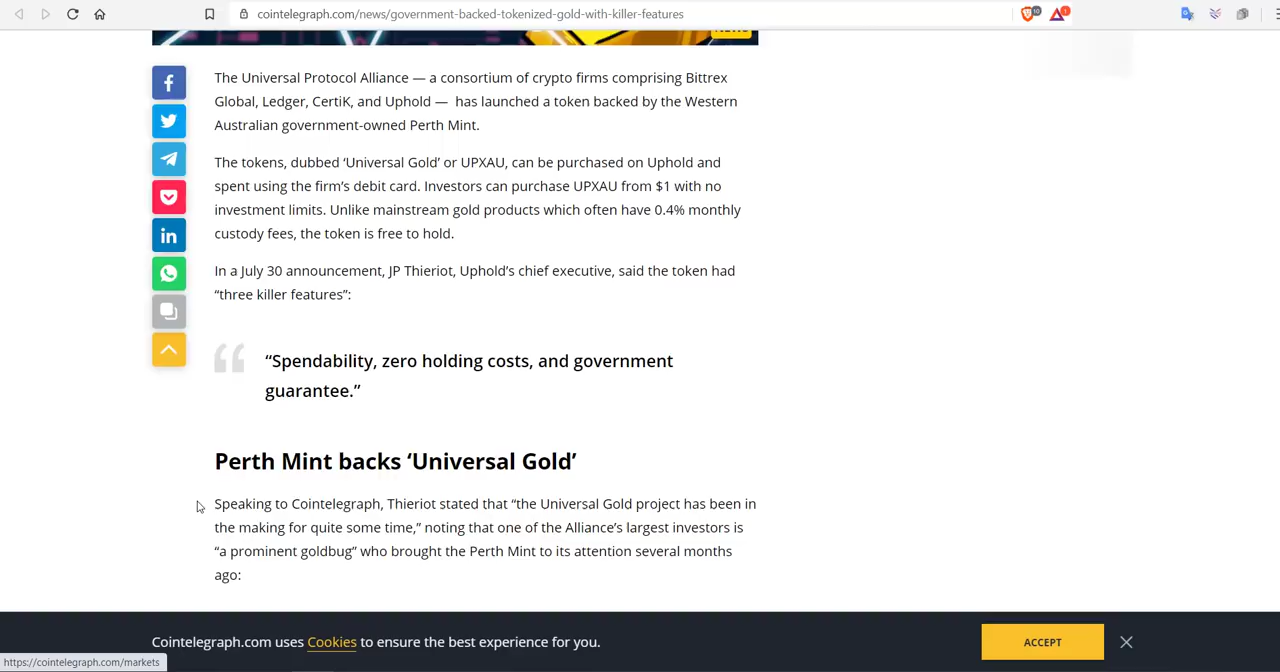 cointelegraph.com/news/government-backed-tokenized-gold-with-killer-features
The Universal Protocol Alliance — a consortium of crypto firms comprising Bittrex
Global, Ledger, CertiK, and Uphold — has launched a token backed by the Western
Australian government-owned Perth Mint.
The tokens, dubbed ‘Universal Gold’ or UPXAU, can be purchased on Uphold and
spent using the firm’s debit card. Investors can purchase UPXAU from $1 with no
investment limits. Unlike mainstream gold products which often have 0.4% monthly
custody fees, the token is free to hold.
In a July 30 announcement, JP Thieriot, Uphold’s chief executive, said the token had
“three killer features”:
“Spendability, zero holding costs, and government
guarantee.”
Perth Mint backs ‘Universal Gold’
Speaking to Cointelegraph, Thieriot stated that “the Universal Gold project has been in
the making for quite some time,” noting that one of the Alliance’s largest investors is
“a prominent goldbug” who brought the Perth Mint to its attention several months
ago:
Cointelegraph.com uses Cookies to ensure the best experience for you.
ACCEPT
https://cointelegraph.com/markets